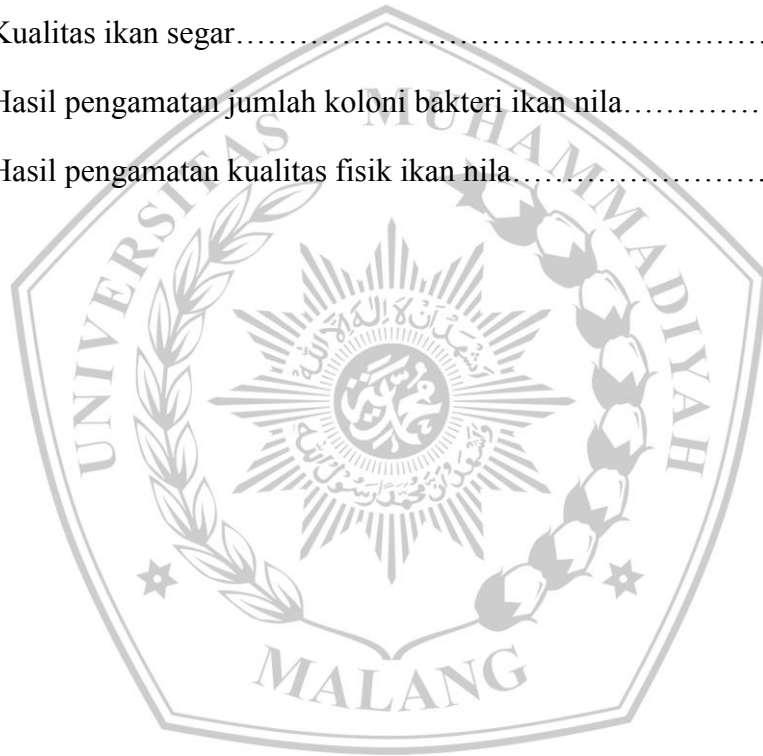 Kualitas ikan segar……………………………………………
Hasil pengamatan jumlah koloni bakteri ikan nila……………
Hasil pengamatan kualitas fisik ikan nila……………………
UNIVERSITAS MUHAMMADIYAH
MALANG